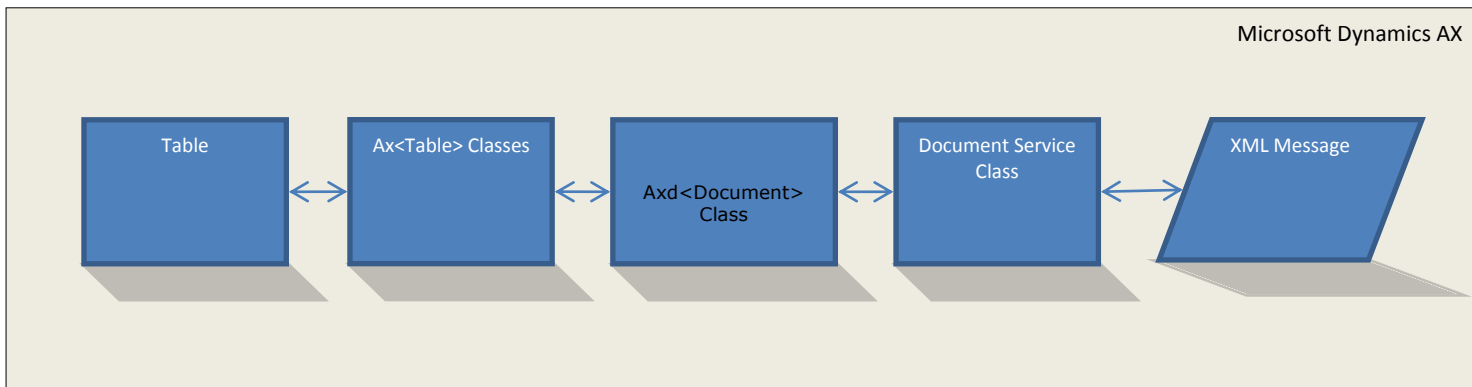 Microsoft Dynamics AX
Table
Ax<Table> Classes
Axd<Document>
Class
Document Service
Class
XML Message